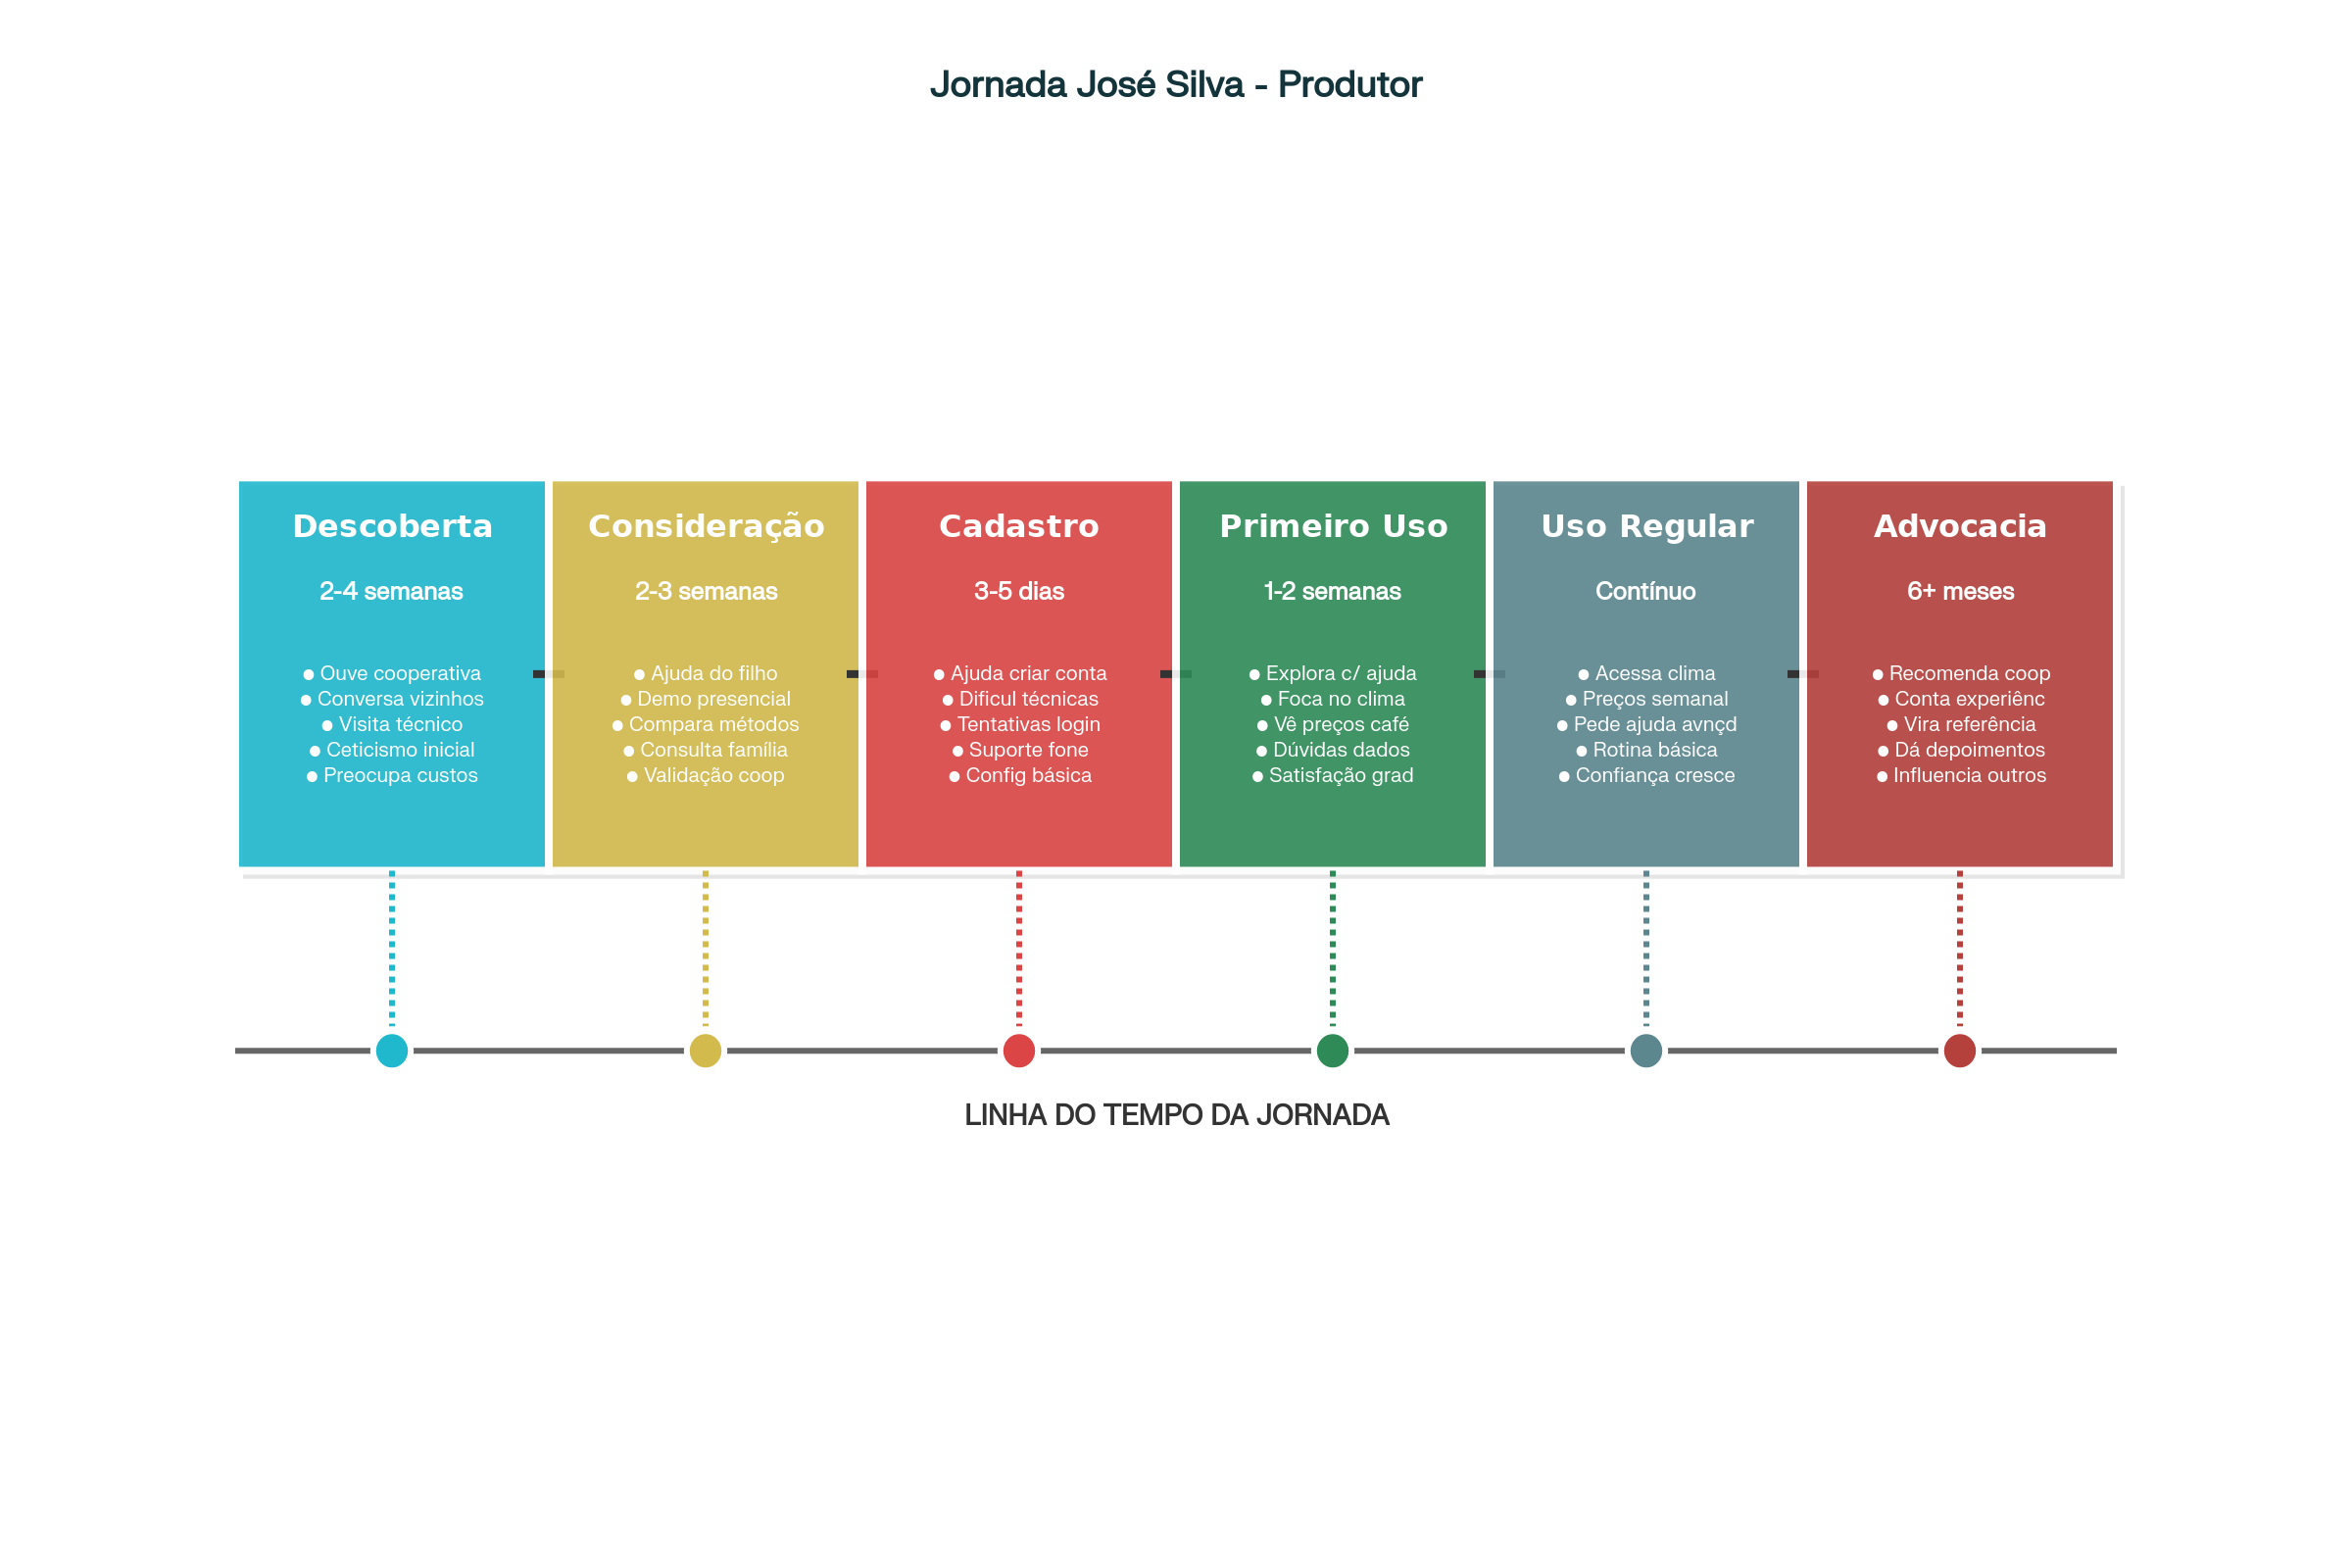 Jornada José Silva - Produtor
Descoberta
2-4 semanas
● Ouve cooperativa
● Conversa vizinhos
● Visita técnico
● Ceticismo inicial
● Preocupa custos
Consideração
2-3 semanas
● Ajuda do filho
● Demo presencial
● Compara métodos
● Consulta família
● Validação coop
Cadastro
3-5 dias
● Ajuda criar conta
● Dificul técnicas
● Tentativas login
● Suporte fone
● Config básica
Primeiro Uso
1-2 semanas
● Explora c/ ajuda
● Foca no clima
● Vê preços café
● Dúvidas dados
● Satisfação grad
Uso Regular
Contínuo
● Acessa clima
● Preços semanal
● Pede ajuda avnçd
● Rotina básica
● Confiança cresce
Advocacia
6+ meses
● Recomenda coop
● Conta experiênc
● Vira referência
● Dá depoimentos
● Influencia outros
LINHA DO TEMPO DA JORNADA